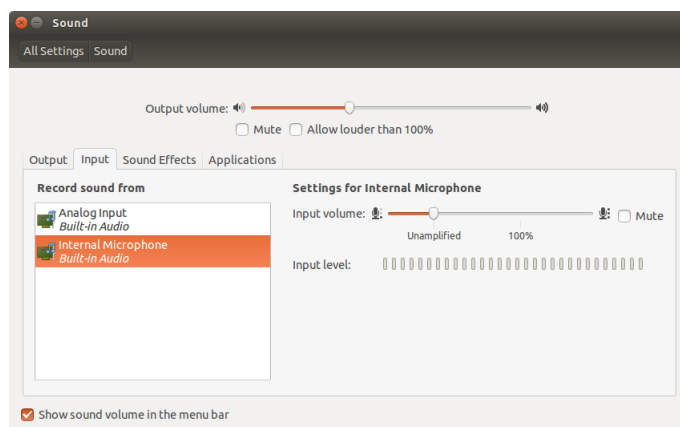 Sound
All Settings Sound
Output volume:
Mute Allow louder than 100%
Output Input Sound Effects Applications
Record sound from
Analog Input
Built-in Audio
Internal Microphone
Built-in Audio
Settings for Internal Microphone
Input volume: Mute
Unamplified 100%
Input level:
Show sound volume in the menu bar